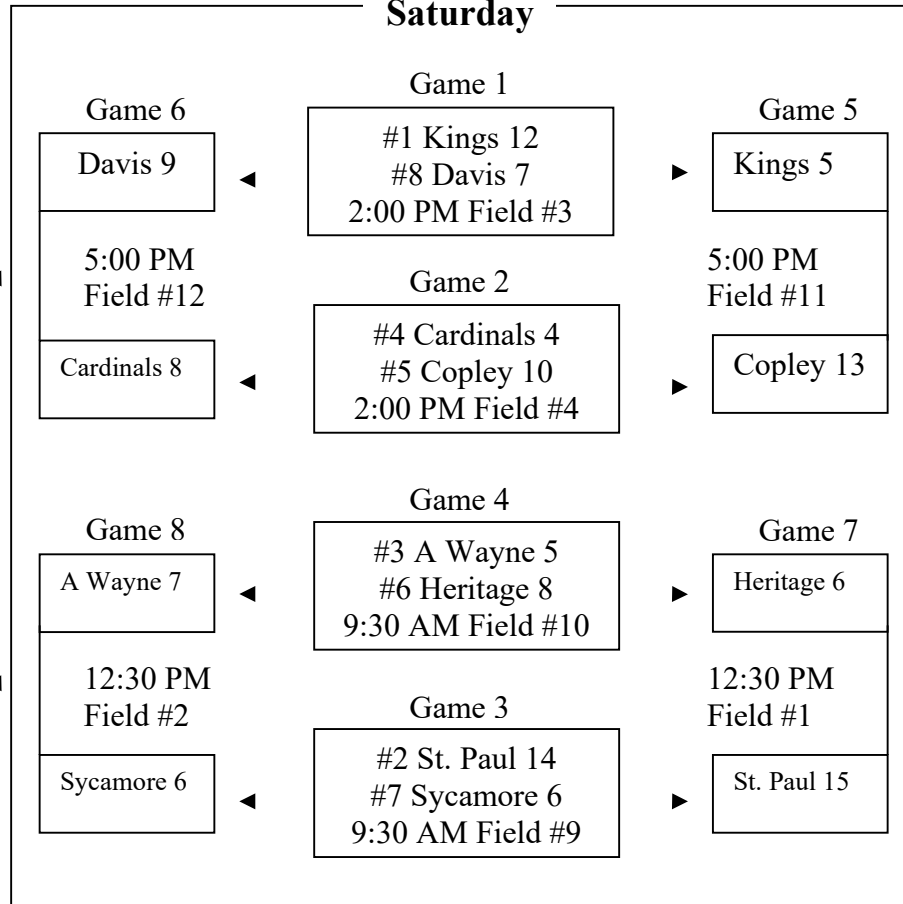 Saturday
Game 1
Game 6
Game 5
#1 Kings 12
#8 Davis 7
2:00 PM Field #3
Davis 9
Kings 5
5:00 PM
Field #12
5:00 PM
Field #11
Game 2
#4 Cardinals 4
#5 Copley 10
2:00 PM Field #4
Cardinals 8
Copley 13
Game 4
Game 8
Game 7
#3 A Wayne 5
#6 Heritage 8
9:30 AM Field #10
A Wayne 7
Heritage 6
12:30 PM
Field #2
12:30 PM
Field #1
Game 3
#2 St. Paul 14
#7 Sycamore 6
9:30 AM Field #9
Sycamore 6
St. Paul 15